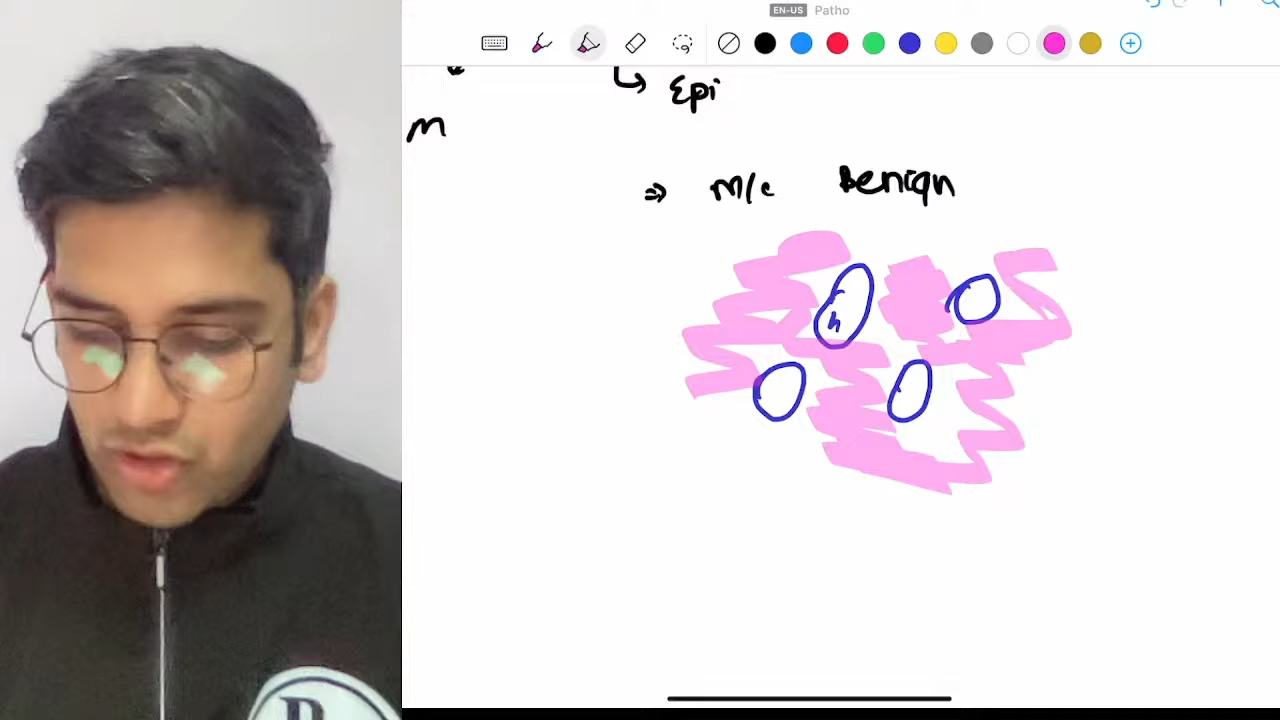 EN-US Patho
↳ Epi
M
⇒ M/c Benign